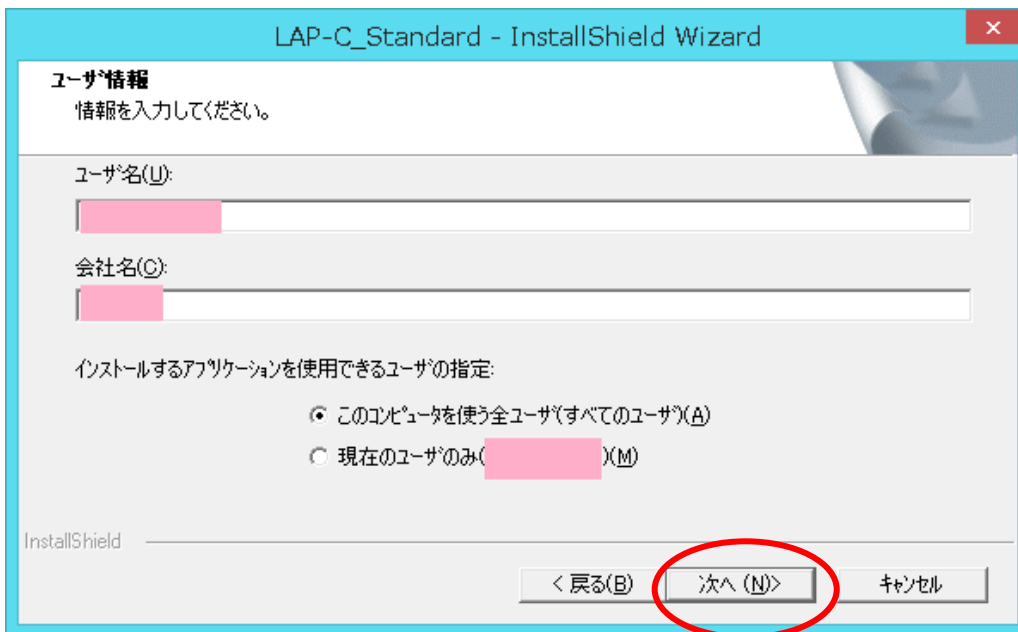 LAP-C_Standard - InstallShield Wizard
ユーザ情報
情報を入力してください。
ユーザ名(U):
会社名(C):
インストールするアプリケーションを使用できるユーザの指定:
このコンピュータを使う全ユーザ(すべてのユーザ)(A)
現在のユーザのみ( )(M)
InstallShield
< 戻る(B)
次へ (N)>
キャンセル